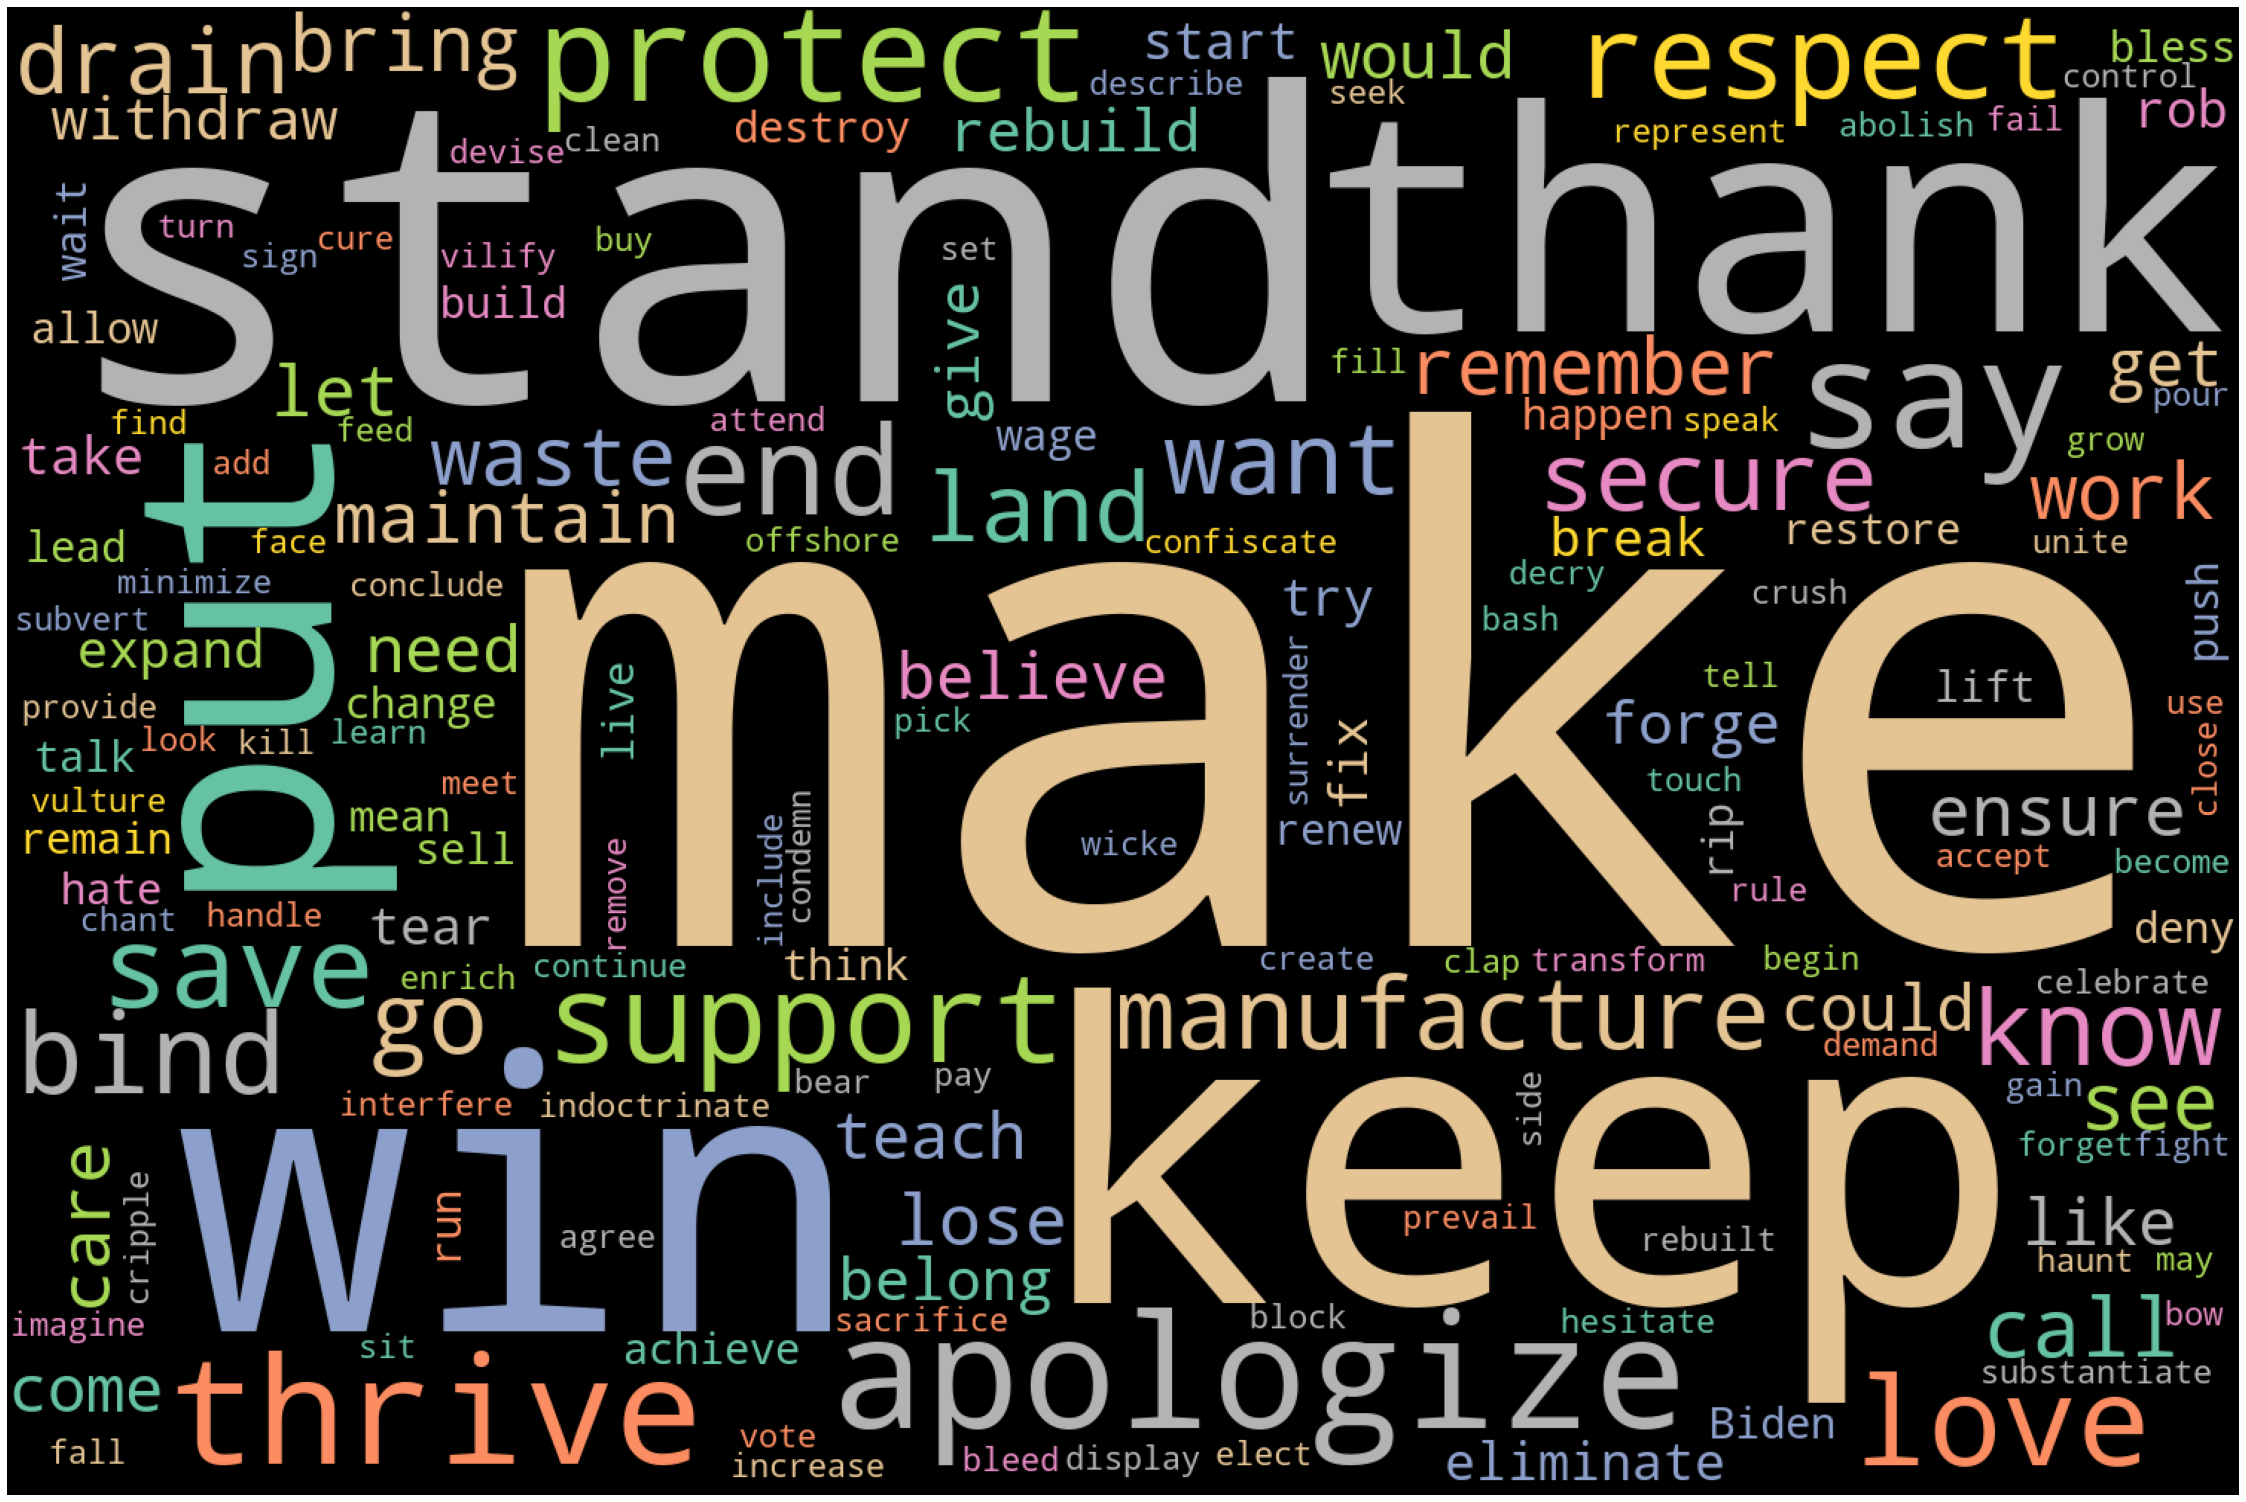 drain
bring
protect
start
would
respect
bless
describe
seek
control
withdraw
devise
clean
destroy
rebuild
represent
abolish
fail
rob
stand
thank
wait
turn
sign
cure
vilify
buy
set
build
give
allow
let
fill
remember
say
get
find
feed
attend
happen
speak
pour
take
add
put
waste
end
wage
want
land
secure
grow
work
maintain
lead
face
offshore
confiscate
break
restore
unite
make
minimize
conclude
try
decry
crush
push
subvert
bash
expand
need
live
believe
surrender
tell
lift
provide
change
pick
fix
forge
use
look
kill
learn
talk
close
meet
touch
vulture
mean
remain
sell
remove
include
condemn
wicke
renew
rip
ensure
accept
become
hate
rule
chant
handle
tear
deny
save
enrich
continue
think
create
clap
transform
begin
celebrate
bind
go
.
support
manufacture
could
know
demand
keep
bear
pay
gain
see
interfere
indoctrinate
side
teach
forget
fight
win
care
cripple
run
agree
lose
prevail
rebuilt
like
haunt
may
belong
imagine
sit
achieve
sacrifice
block
hesitate
call
bow
come
thrive
apologize
substantiate
love
fall
vote
increase
bleed
display
elect
eliminate
Biden